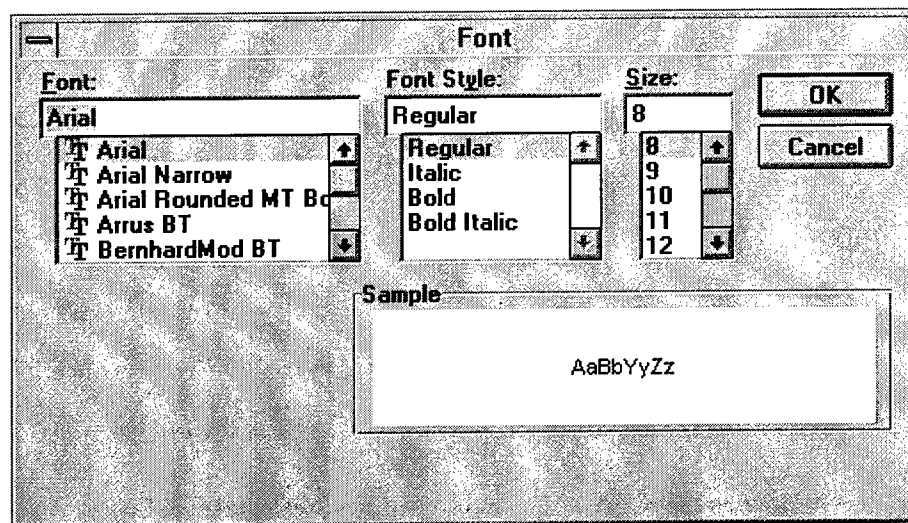 Font
Font: Font Style: Size:
Arial Regular 8 OK
Arial Regular 8 Cancel
Arial Narrow Italic 9
Arial Rounded MT Bo Bold 10
Arrus BT Bold Italic 11
BernhardMod BT 12
Sample
AaBbYyZz